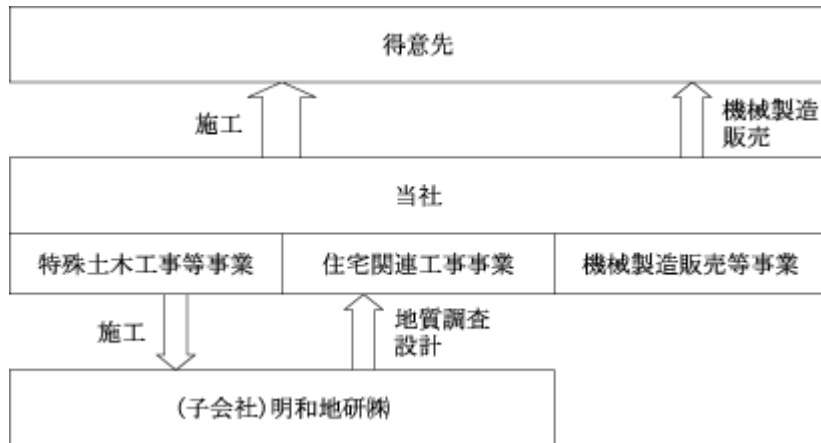 得意先
施工
機械製造
販売
当社
特殊土木工事等事業
住宅関連工事事業
機械製造販売等事業
施工
地質調査
設計
(子会社)明和地研㈱